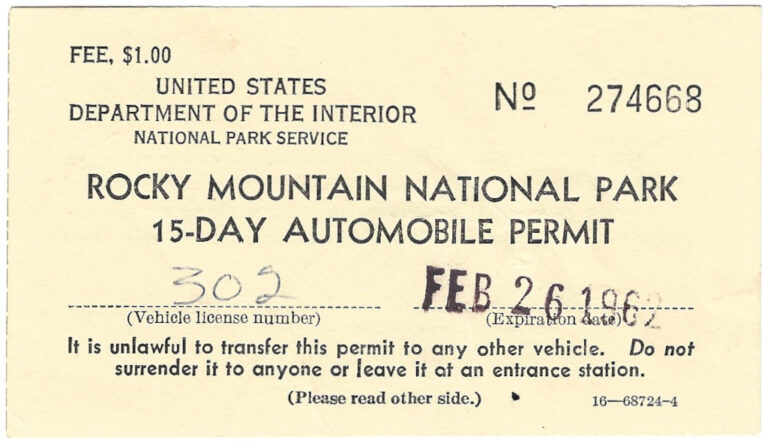 FEE, $1.00
UNITED STATES
DEPARTMENT OF THE INTERIOR
NATIONAL PARK SERVICE
Nº 274668
ROCKY MOUNTAIN NATIONAL PARK
15-DAY AUTOMOBILE PERMIT
302 FEB 26 1962
(Vehicle license number) (Expiration date)
It is unlawful to transfer this permit to any other vehicle. Do not
surrender it to anyone or leave it at an entrance station.
(Please read other side.) 16—68724-4